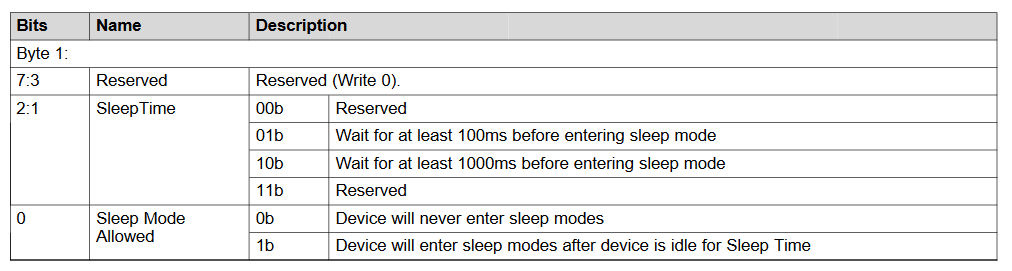 Bits Name Description
Byte 1:
7:3 Reserved Reserved (Write 0).
2:1 SleepTime 00b Reserved
01b Wait for at least 100ms before entering sleep mode
10b Wait for at least 1000ms before entering sleep mode
11b Reserved
0 Sleep Mode Allowed 0b Device will never enter sleep modes
1b Device will enter sleep modes after device is idle for Sleep Time